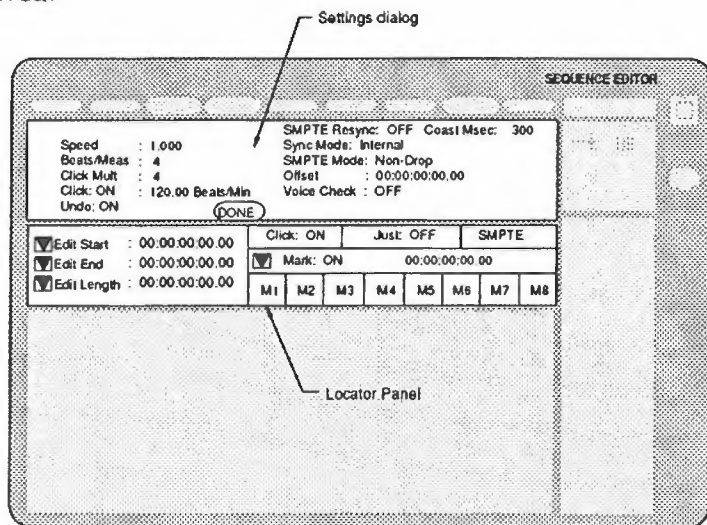 Settings dialog
SEQUENCE EDITOR
Speed : 1.000
Beats/Meas : 4
Click Mult : 4
Click: ON : 120.00 Beats/Min
Undo: ON
SMPTE Resync: OFF Coast Msec: 300
Sync Mode: Internal
SMPTE Mode: Non-Drop
Offset : 00:00:00:00.00
Voice Check : OFF
DONE
Edit Start : 00:00:00:00.00
Edit End : 00:00:00:00.00
Edit Length : 00:00:00:00.00
Click: ON Just: OFF SMPTE
Mark: ON 00:00:00:00.00
M1 M2 M3 M4 M5 M6 M7 M8
Locator Panel